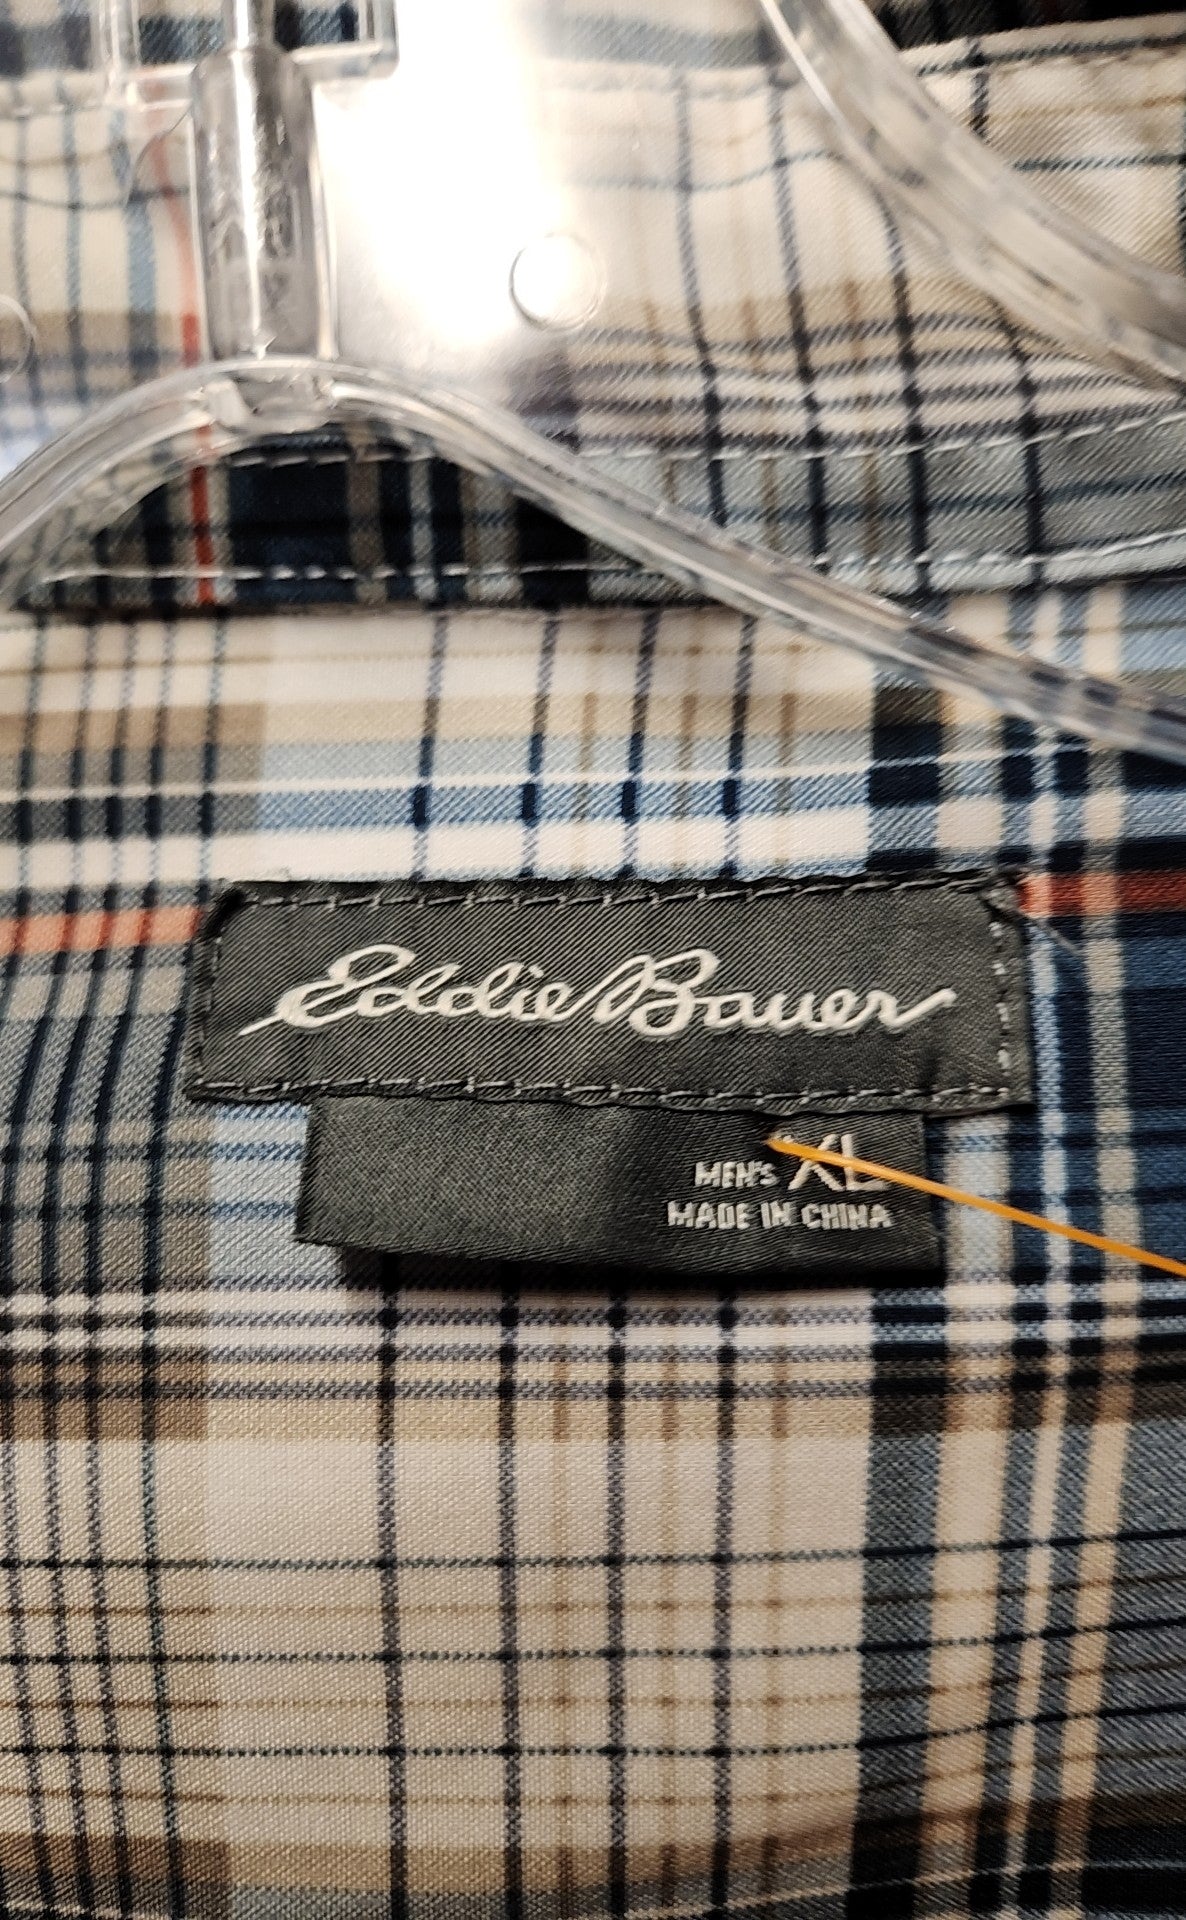 Eddie Bauer
MEN'S XL
MADE IN CHINA